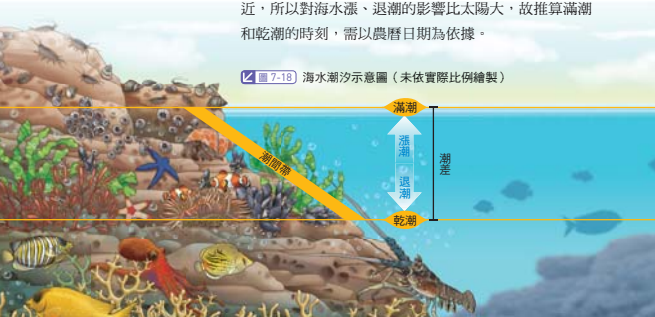 近，所以對海水漲、退潮的影響比太陽大，故推算滿潮
和乾潮的時刻，需以農曆日期為依據。
圖 7-18 海水潮汐示意圖（未依實際比例繪製）
滿潮
漲潮
潮差
潮間帶
退潮
乾潮